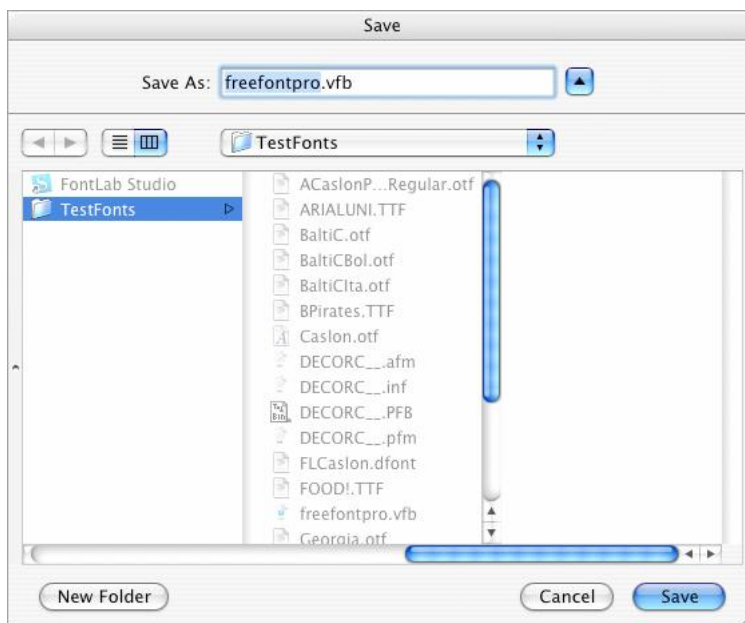 Save
Save As: freefontpro.vfb
TestFonts
FontLab Studio
TestFonts
ACaslonP...Regular.otf
ARIALUNI.TTF
BaltiC.otf
BaltiCBol.otf
BaltiCIta.otf
BPirates.TTF
Caslon.otf
DECORC__.afm
DECORC__.inf
DECORC__.PFB
DECORC__.pfm
FLCaslon.dfont
FOOD!.TTF
freefontpro.vfb
Georgia.otf
New Folder
Cancel
Save